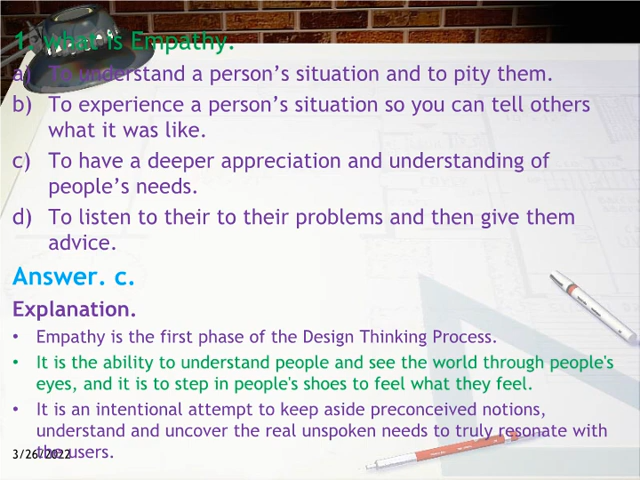 1. what is Empathy.
a) To understand a person's situation and to pity them.
b) To experience a person's situation so you can tell others
what it was like.
c) To have a deeper appreciation and understanding of
people's needs.
d) To listen to their to their problems and then give them
advice.
Answer. c.
Explanation.
• Empathy is the first phase of the Design Thinking Process.
• It is the ability to understand people and see the world through people's
eyes, and it is to step in people's shoes to feel what they feel.
• It is an intentional attempt to keep aside preconceived notions,
understand and uncover the real unspoken needs to truly resonate with
the users.
3/26/2022